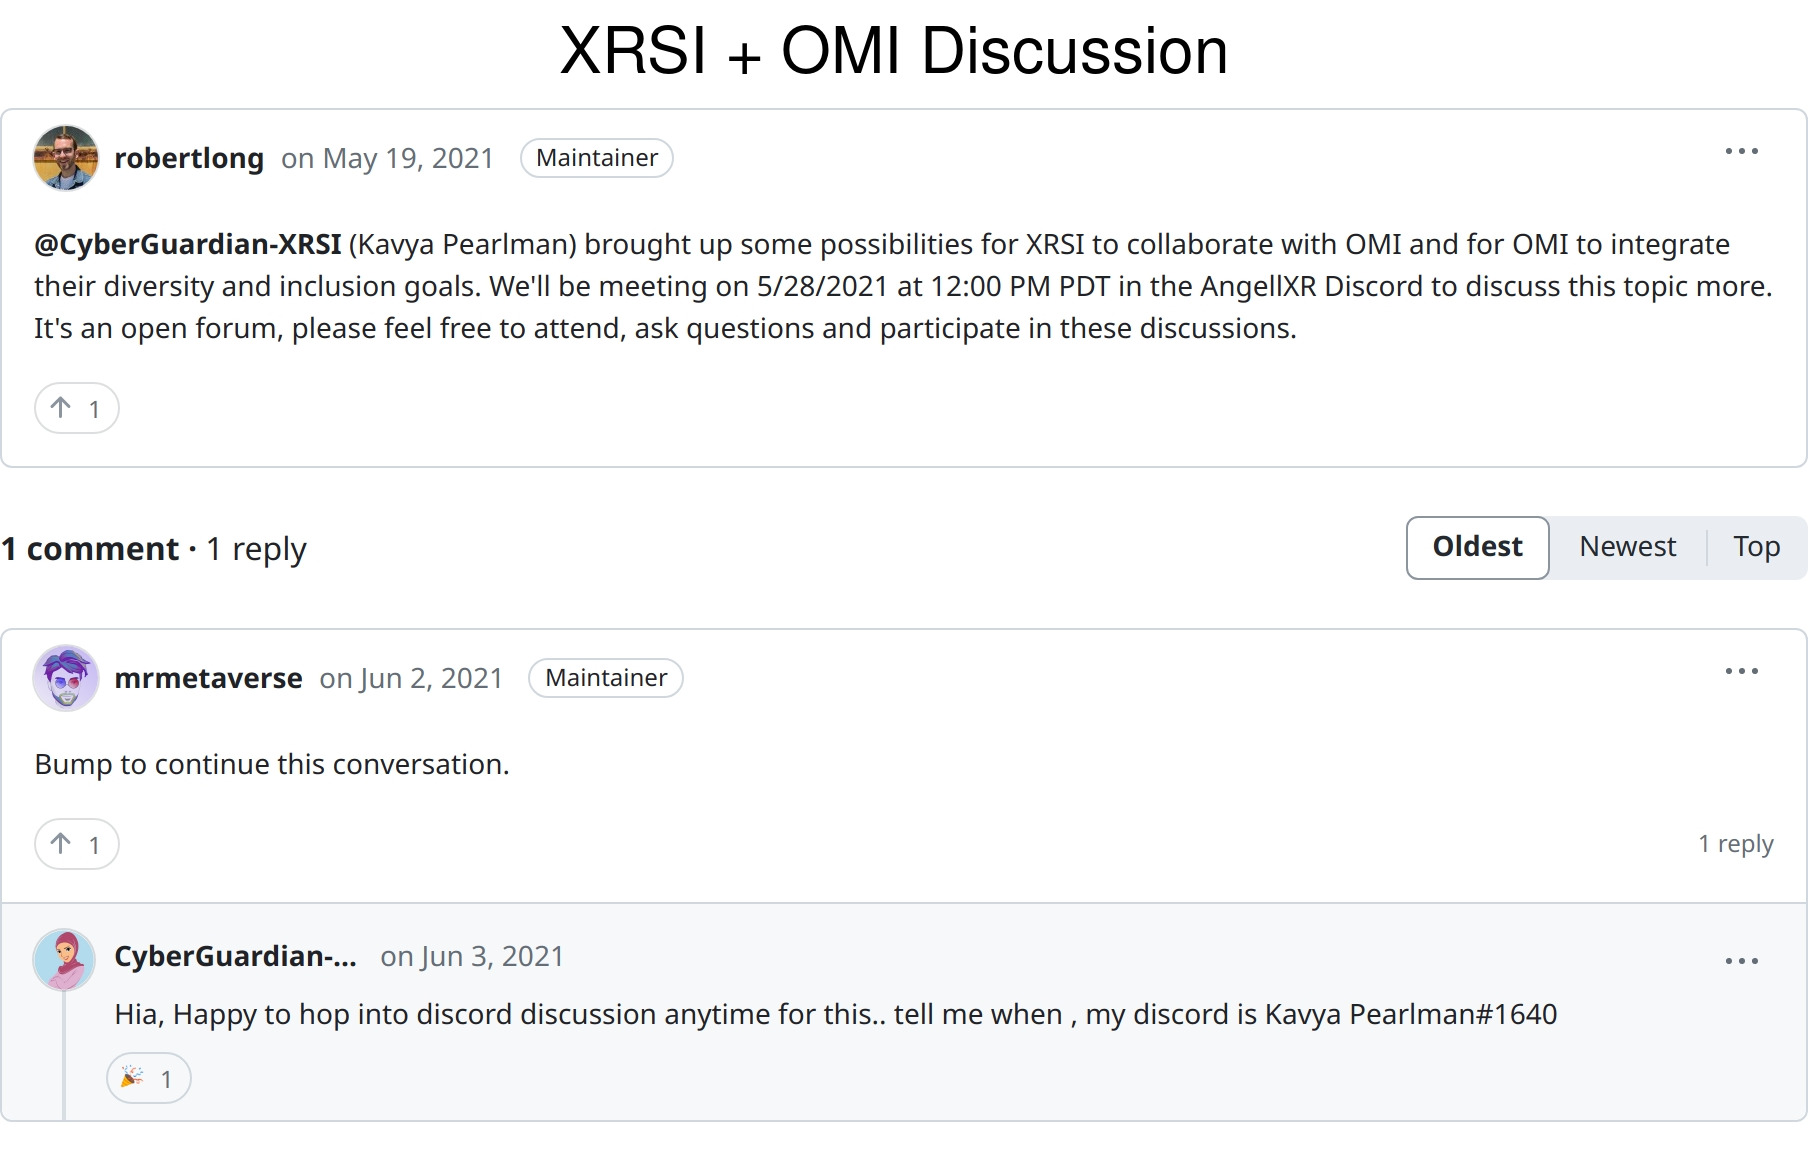 XRSI + OMI Discussion
robertlong on May 19, 2021 Maintainer
@CyberGuardian-XRSI (Kavya Pearlman) brought up some possibilities for XRSI to collaborate with OMI and for OMI to integrate
their diversity and inclusion goals. We'll be meeting on 5/28/2021 at 12:00 PM PDT in the AngellXR Discord to discuss this topic more.
It's an open forum, please feel free to attend, ask questions and participate in these discussions.
1
1 comment · 1 reply
Oldest Newest Top
mrmetaverse on Jun 2, 2021 Maintainer
Bump to continue this conversation.
1
1 reply
CyberGuardian-... on Jun 3, 2021
Hia, Happy to hop into discord discussion anytime for this.. tell me when , my discord is Kavya Pearlman#1640
1